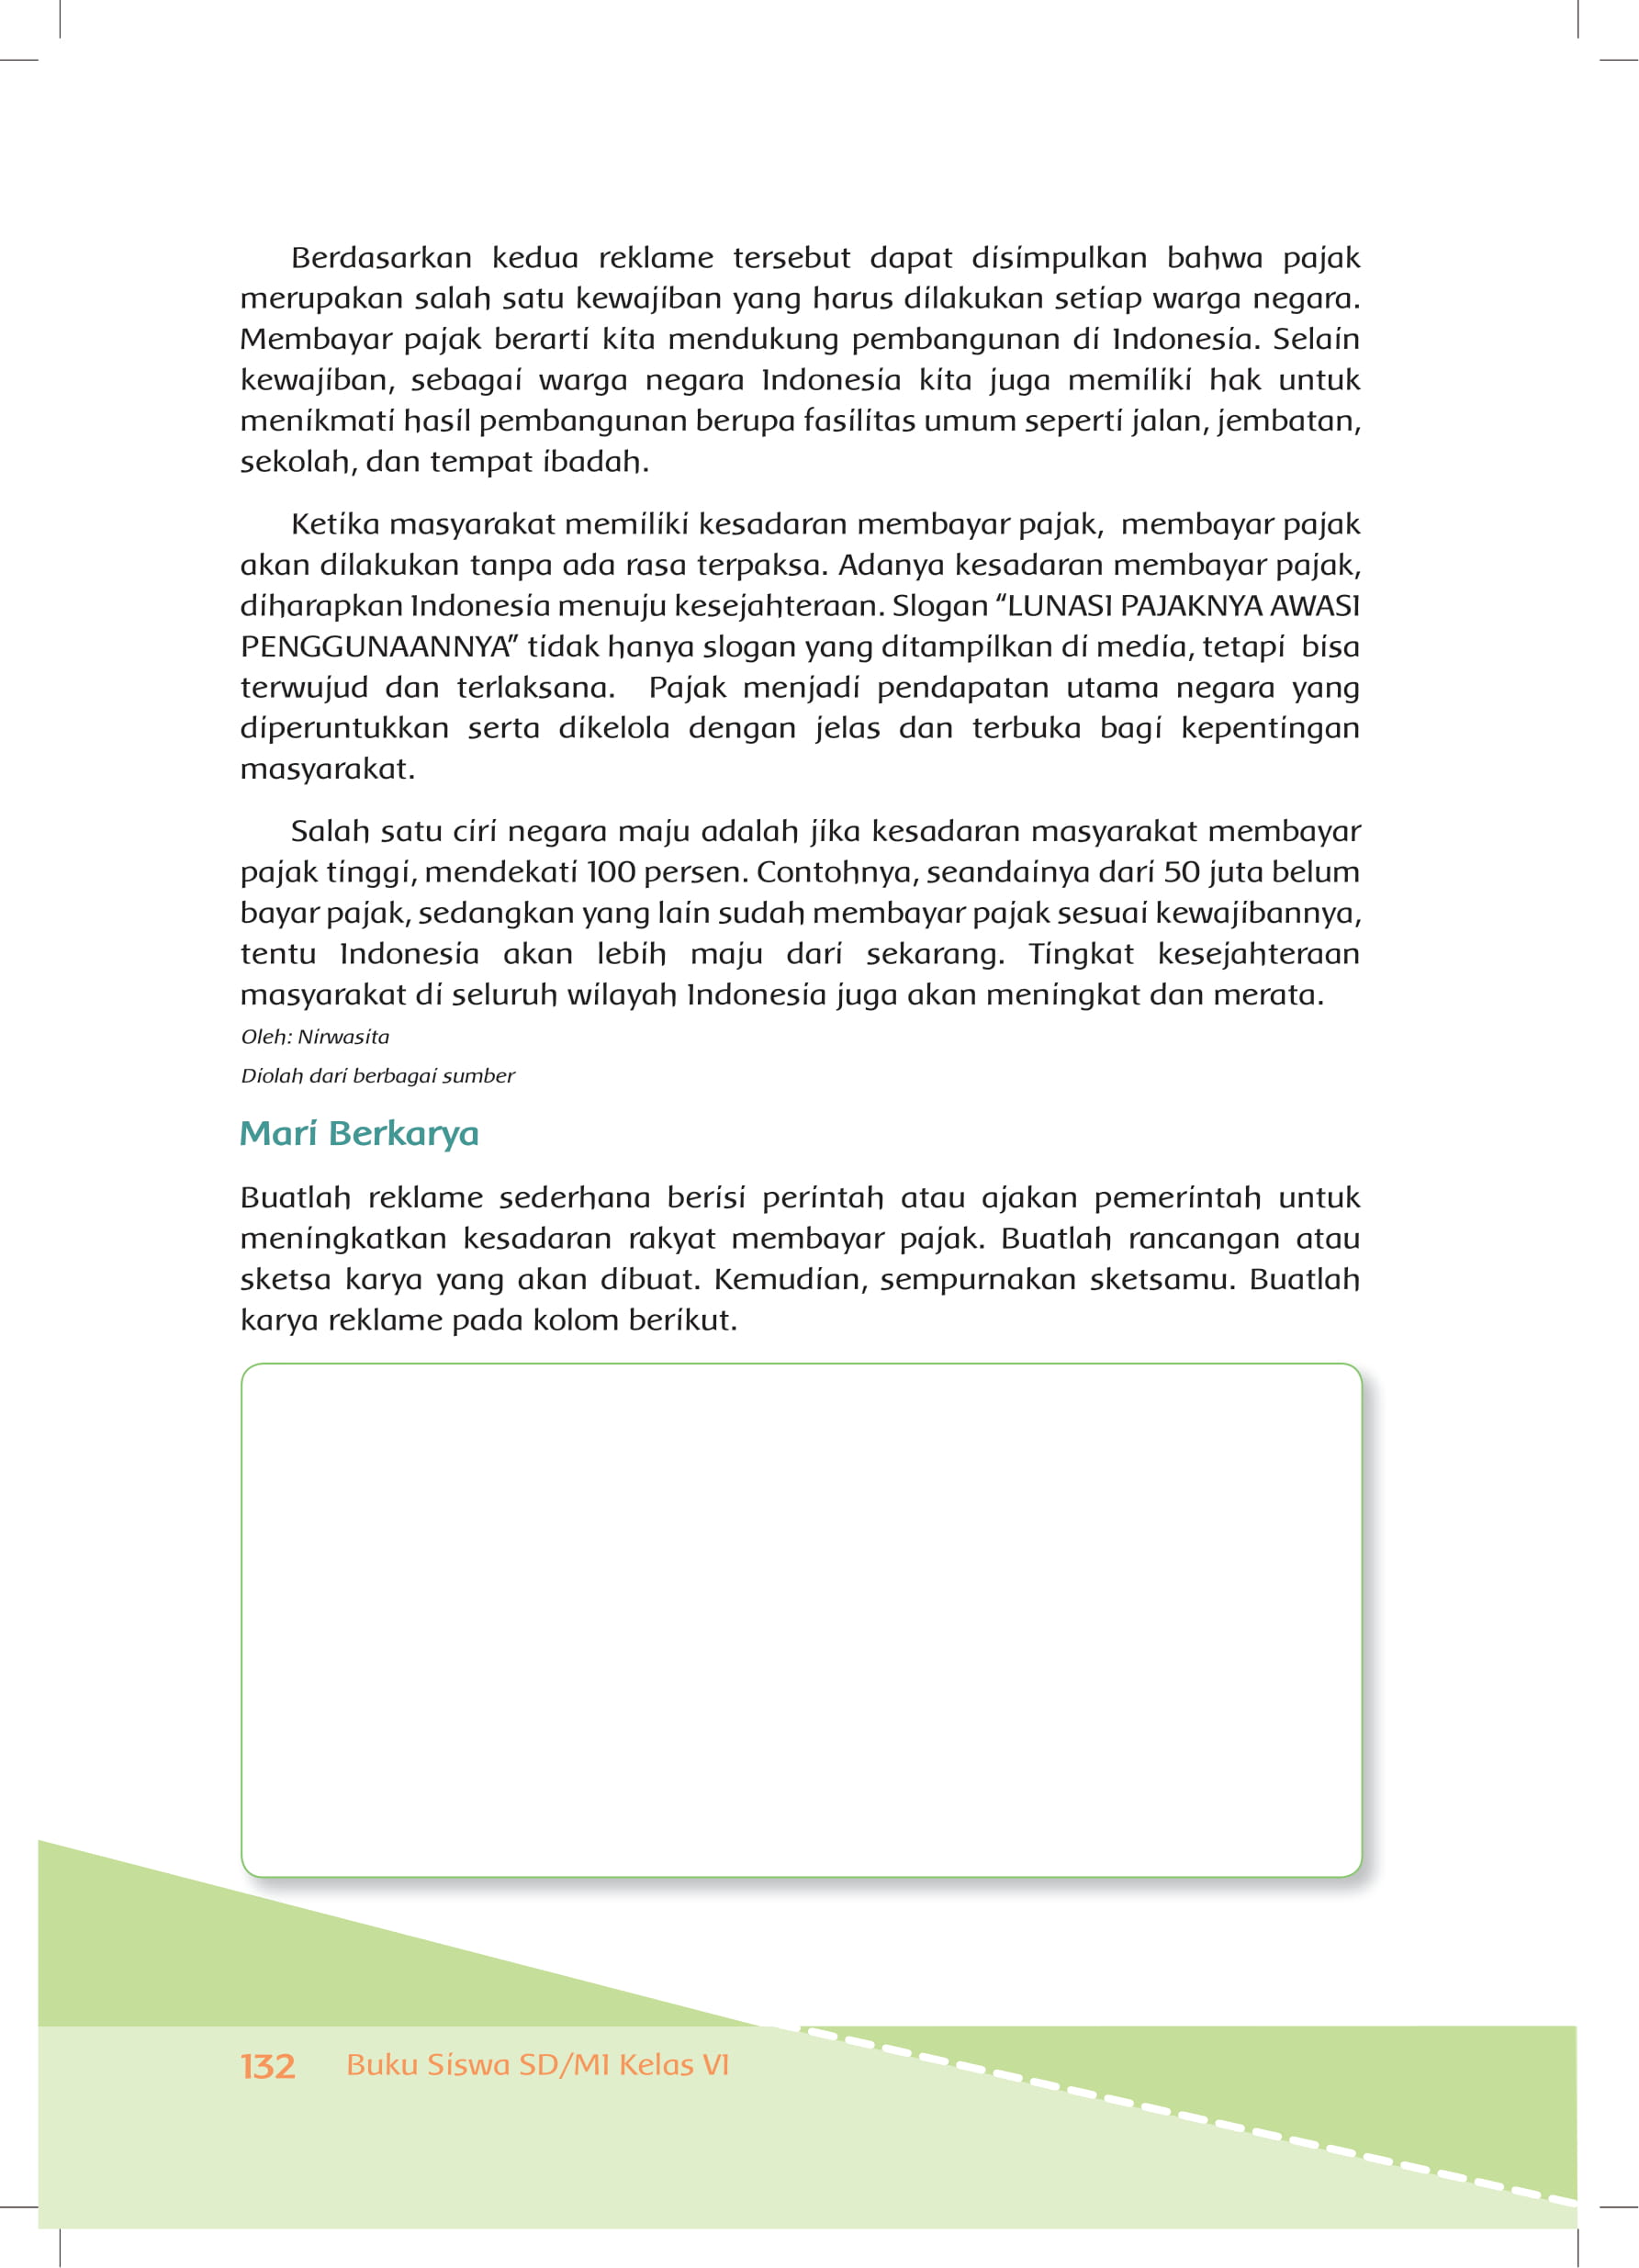 Berdasarkan kedua reklame tersebut dapat disimpulkan bahwa pajak
merupakan salah satu kewajiban yang harus dilakukan setiap warga negara.
Membayar pajak berarti kita mendukung pembangunan di Indonesia. Selain
kewajiban, sebagai warga negara Indonesia kita juga memiliki hak untuk
menikmati hasil pembangunan berupa fasilitas umum seperti jalan, jembatan,
sekolah, dan tempat ibadah.
Ketika masyarakat memiliki kesadaran membayar pajak, membayar pajak
akan dilakukan tanpa ada rasa terpaksa. Adanya kesadaran membayar pajak,
diharapkan Indonesia menuju kesejahteraan. Slogan “LUNASI PAJAKNYA AWASI
PENGGUNAANNYA” tidak hanya slogan yang ditampilkan di media, tetapi bisa
terwujud dan terlaksana. Pajak menjadi pendapatan utama negara yang
diperuntukkan serta dikelola dengan jelas dan terbuka bagi kepentingan
masyarakat.
Salah satu ciri negara maju adalah jika kesadaran masyarakat membayar
pajak tinggi, mendekati 100 persen. Contohnya, seandainya dari 50 juta belum
bayar pajak, sedangkan yang lain sudah membayar pajak sesuai kewajibannya,
tentu Indonesia akan lebih maju dari sekarang. Tingkat kesejahteraan
masyarakat di seluruh wilayah Indonesia juga akan meningkat dan merata.
Oleh: Nirwasita
Diolah dari berbagai sumber
Mari Berkarya
Buatlah reklame sederhana berisi perintah atau ajakan pemerintah untuk
meningkatkan kesadaran rakyat membayar pajak. Buatlah rancangan atau
sketsa karya yang akan dibuat. Kemudian, sempurnakan sketsamu. Buatlah
karya reklame pada kolom berikut.
132 Buku Siswa SD/MI Kelas VI